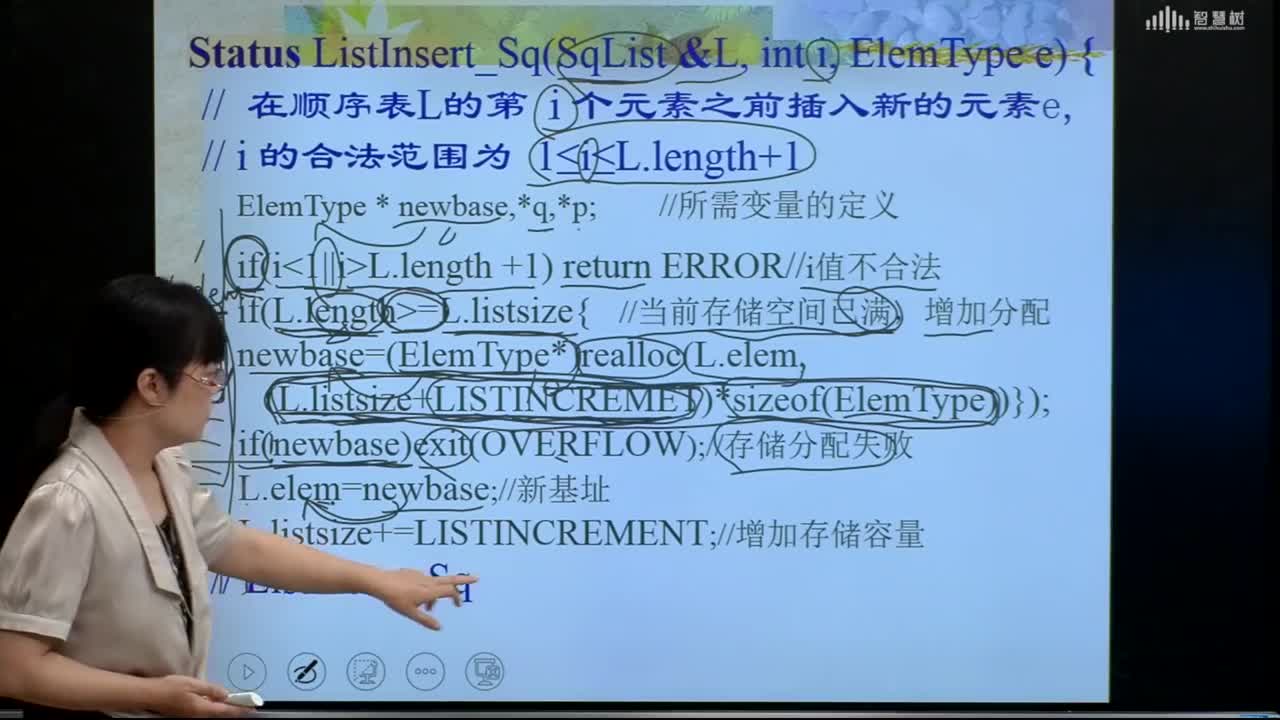 智慧树
www.zhihuishu.com
Status ListInsert_Sq(SqList &L, int i, ElemType e) {
// 在顺序表L的第 i 个元素之前插入新的元素e,
// i 的合法范围为 1≤i≤L.length+1
ElemType * newbase,*q,*p; //所需变量的定义
if(i<1||i>L.length +1) return ERROR//i值不合法
if(L.length>=L.listsize{ //当前存储空间已满，增加分配
newbase=(ElemType*)realloc(L.elem,
(L.listsize+(LISTINCREMET)*sizeof(ElemType))});
if(newbase)exit(OVERFLOW);//存储分配失败
L.elem=newbase;//新基址
L.listsize+=LISTINCREMENT;//增加存储容量
// Sq